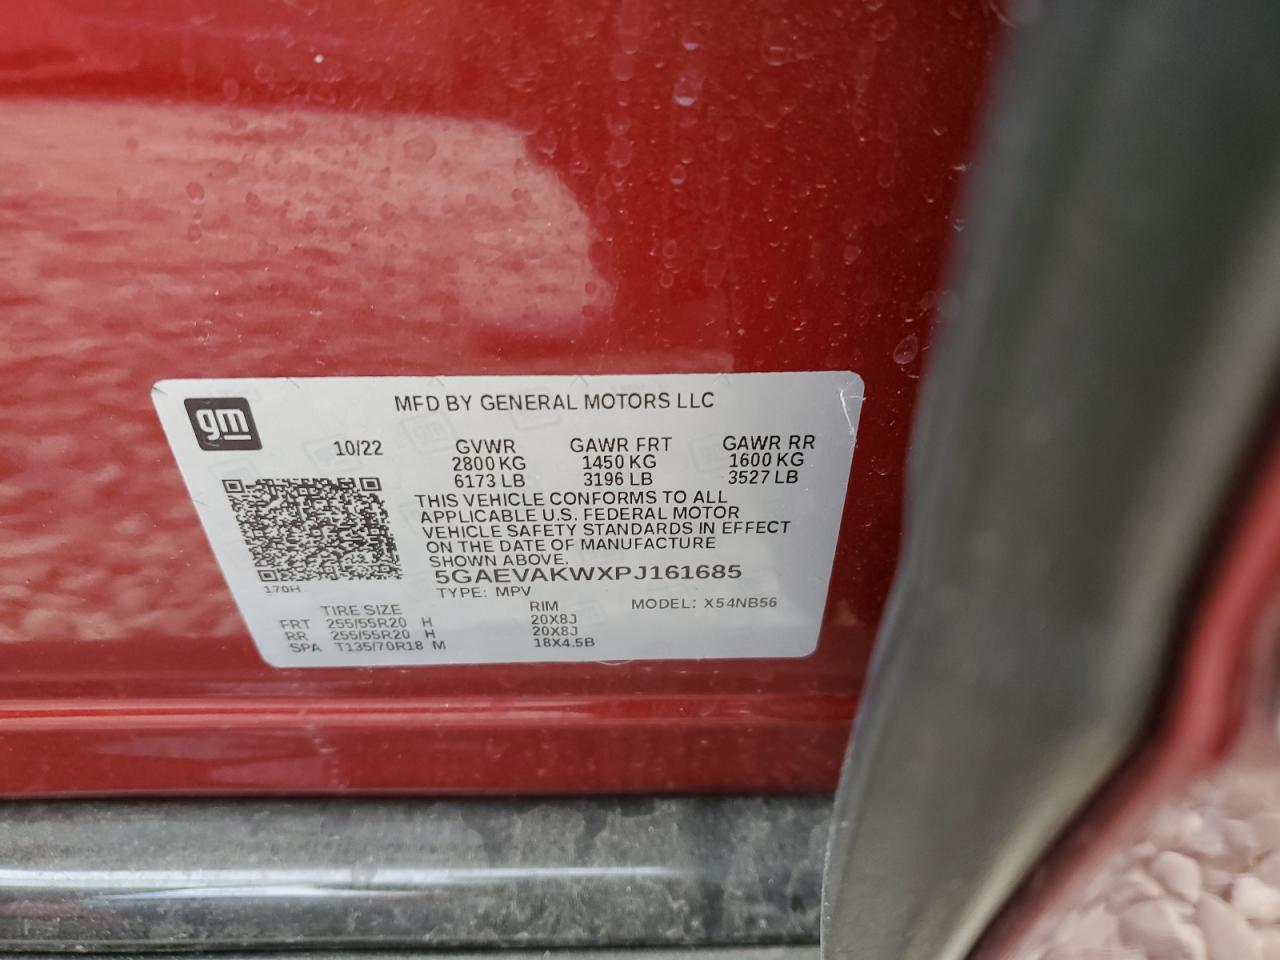 gm
MFD BY GENERAL MOTORS LLC
10/22 GVWR GAWR FRT GAWR RR
2800 KG 1450 KG 1600 KG
6173 LB 3196 LB 3527 LB
THIS VEHICLE CONFORMS TO ALL
APPLICABLE U.S. FEDERAL MOTOR
VEHICLE SAFETY STANDARDS IN EFFECT
ON THE DATE OF MANUFACTURE
SHOWN ABOVE.
5GAEVAKWXPJ161685
170H
TYPE: MPV
TIRE SIZE RIM MODEL: X54NB56
FRT 255/55R20 H 20X8J
RR 255/55R20 H 20X8J
SPA T135/70R18 M 18X4.5B